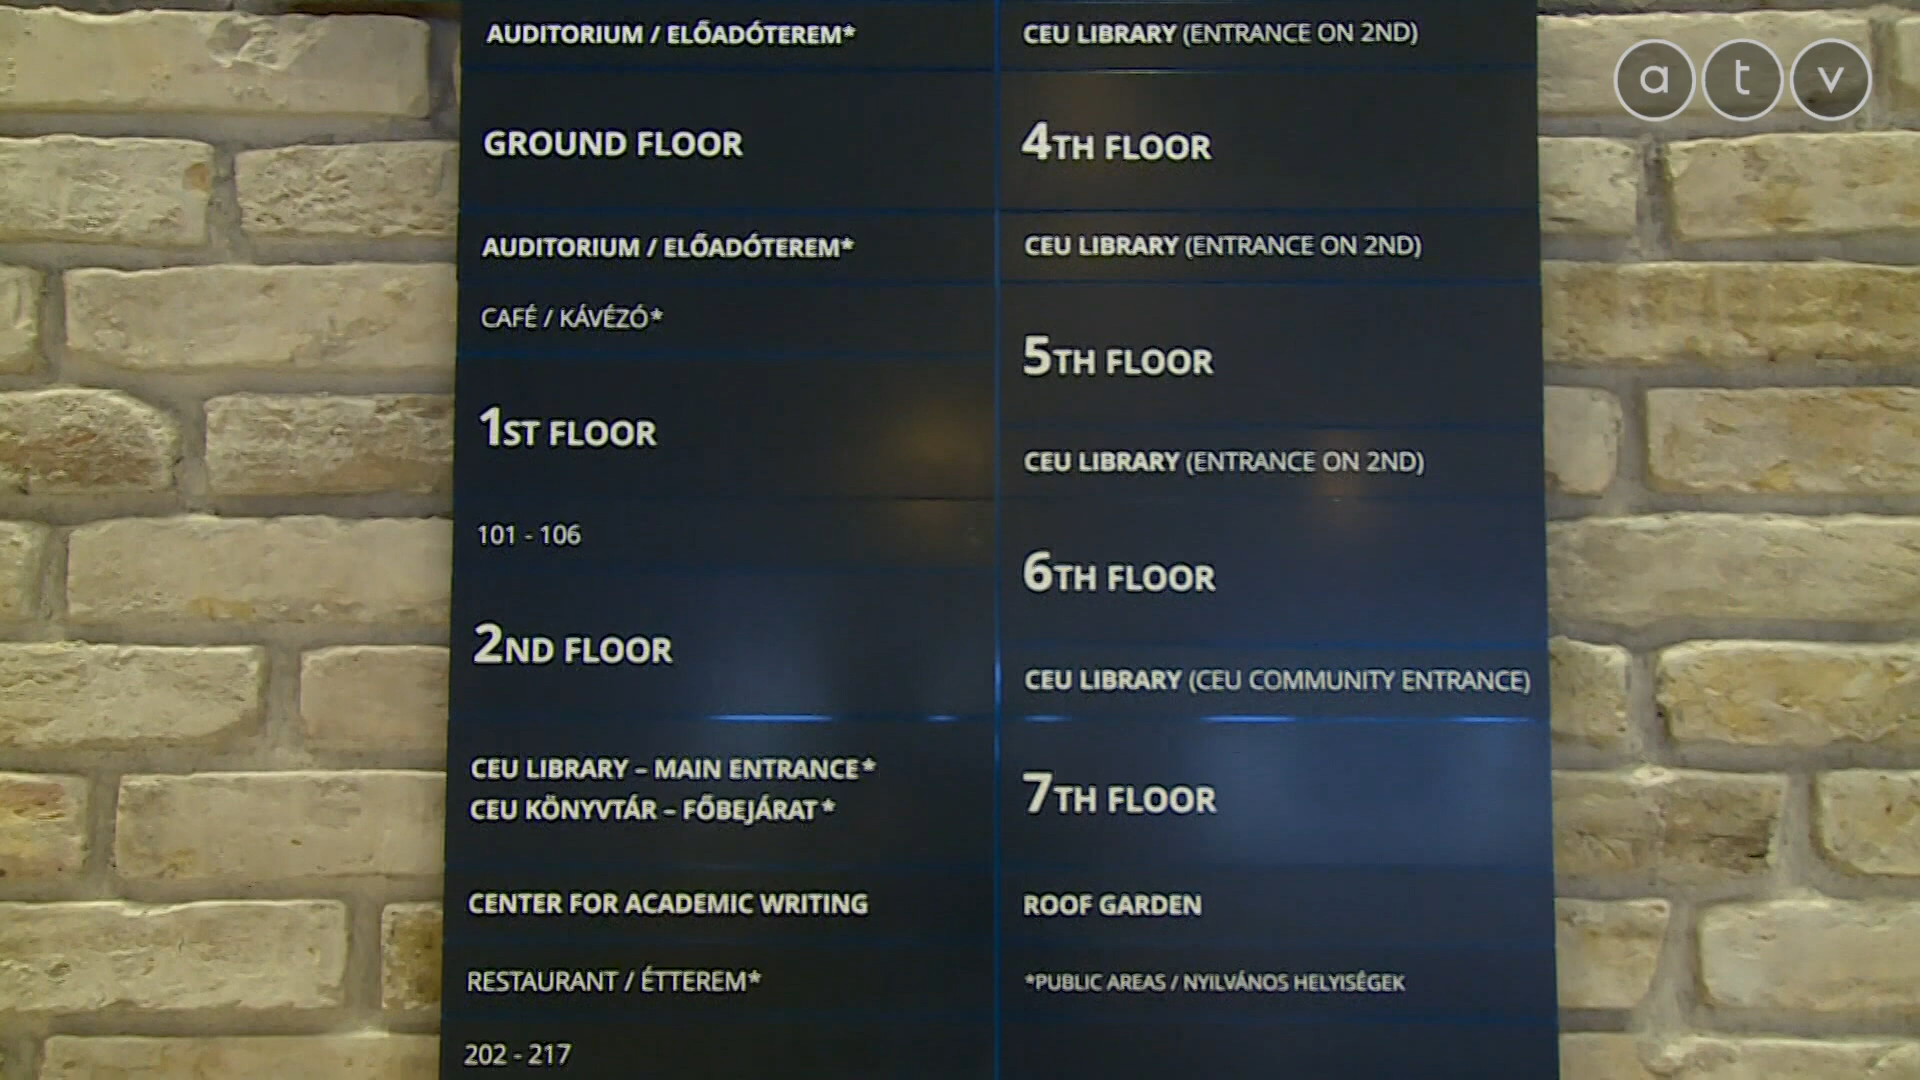 AUDITORIUM / ELŐADÓTEREM*
GROUND FLOOR
AUDITORIUM / ELŐADÓTEREM*
CAFÉ / KÁVÉZÓ*
1ST FLOOR
101 - 106
2ND FLOOR
CEU LIBRARY – MAIN ENTRANCE*
CEU KÖNYVTÁR – FŐBEJÁRAT*
CENTER FOR ACADEMIC WRITING
RESTAURANT / ÉTTEREM*
202 - 217
CEU LIBRARY (ENTRANCE ON 2ND)
4TH FLOOR
CEU LIBRARY (ENTRANCE ON 2ND)
5TH FLOOR
CEU LIBRARY (ENTRANCE ON 2ND)
6TH FLOOR
CEU LIBRARY (CEU COMMUNITY ENTRANCE)
7TH FLOOR
ROOF GARDEN
*PUBLIC AREAS / NYILVÁNOS HELYISÉGEK
atv